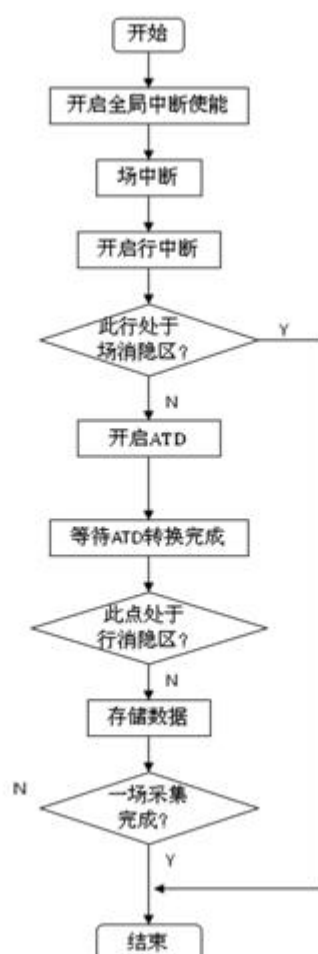 开始
开启全局中断使能
场中断
开启行中断
此行处于
场消隐区?
Y
N
开启ATD
等待ATD转换完成
此点处于
行消隐区?
N
存储数据
N
一场采集
完成?
Y
结束